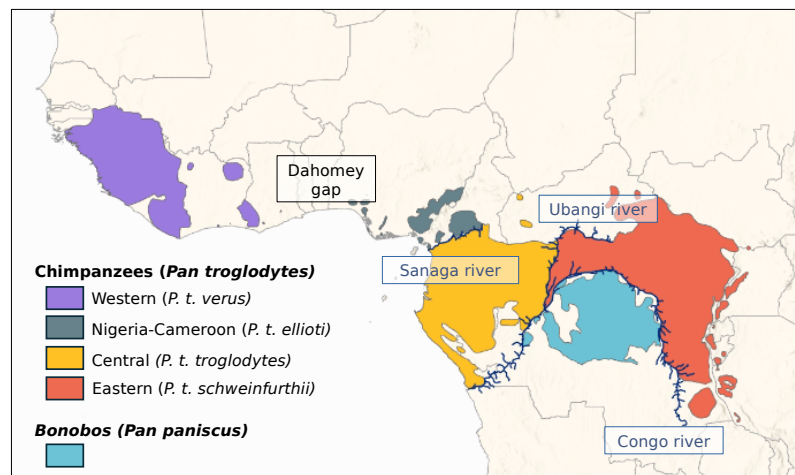 Dahomey
gap
Ubangi river
Sanaga river
Chimpanzees (Pan troglodytes)
Western (P. t. verus)
Nigeria-Cameroon (P. t. ellioti)
Central (P. t. troglodytes)
Eastern (P. t. schweinfurthii)
Bonobos (Pan paniscus)
Congo river